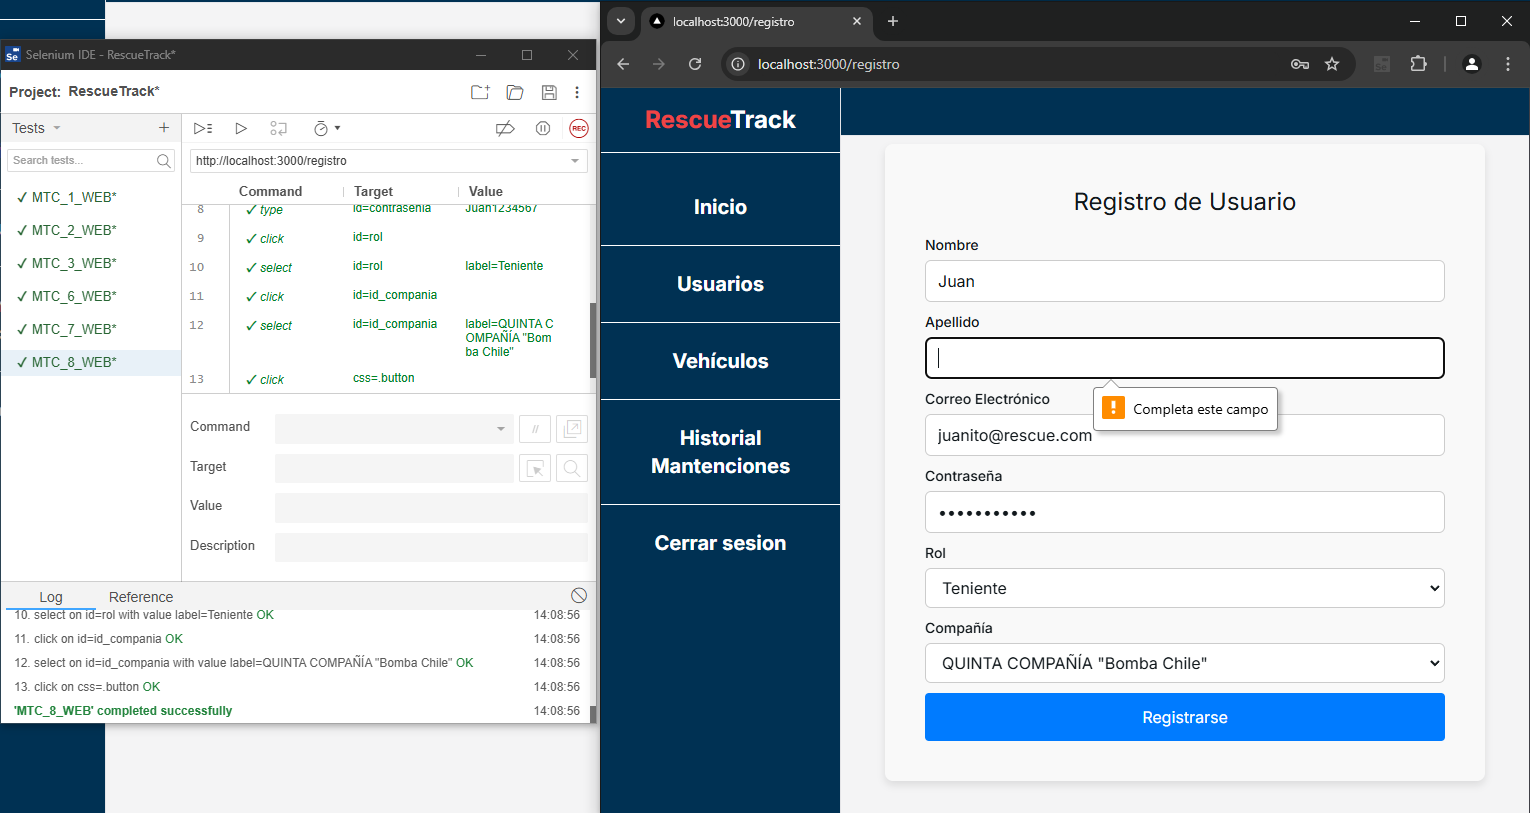 Selenium IDE - RescueTrack*
Project: RescueTrack*
Tests
Search tests...
✓ MTC_1_WEB*
✓ MTC_2_WEB*
✓ MTC_3_WEB*
✓ MTC_6_WEB*
✓ MTC_7_WEB*
✓ MTC_8_WEB*
REC
http://localhost:3000/registro
Command Target Value
8 ✓ type id=contrasenia Juan1234567
9 ✓ click id=rol
10 ✓ select id=rol label=Teniente
11 ✓ click id=id_compania
12 ✓ select id=id_compania label=QUINTA C
OMPAÑÍA "Bom
ba Chile"
13 ✓ click css=.button
Command
//
Target
Value
Description
Log Reference
10. select on id=rol with value label=Teniente OK 14:08:56
11. click on id=id_compania OK 14:08:56
12. select on id=id_compania with value label=QUINTA COMPAÑÍA "Bomba Chile" OK 14:08:56
13. click on css=.button OK 14:08:56
'MTC_8_WEB' completed successfully 14:08:56
localhost:3000/registro
localhost:3000/registro
RescueTrack
Inicio
Usuarios
Vehículos
Historial
Mantenciones
Cerrar sesion
Registro de Usuario
Nombre
Juan
Apellido
Completa este campo
Correo Electrónico
juanito@rescue.com
Contraseña
•••••••••••
Rol
Teniente
Compañía
QUINTA COMPAÑÍA "Bomba Chile"
Registrarse